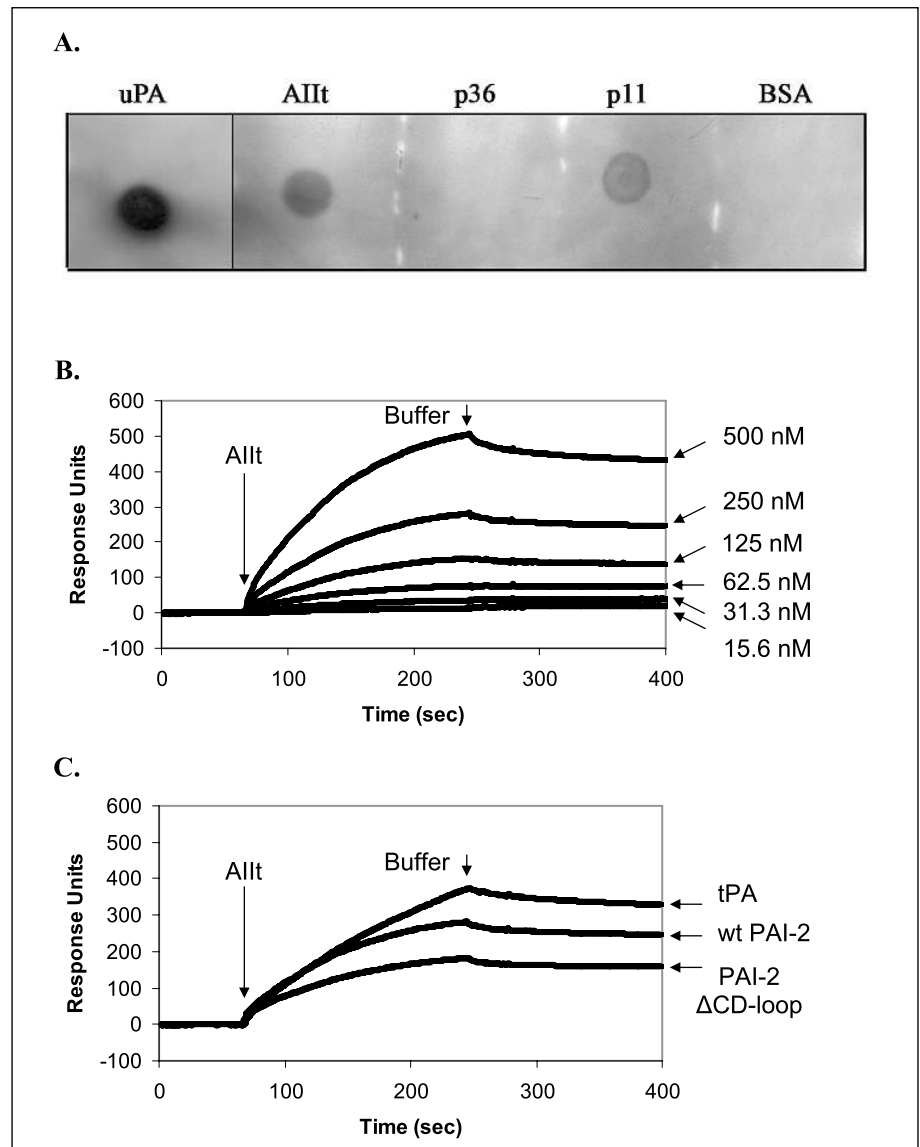 A.
uPA AIIt p36 p11 BSA
B.
600
500
400
300
200
100
0
-100
Response Units
AIIt
Buffer
500 nM
250 nM
125 nM
62.5 nM
31.3 nM
15.6 nM
0 100 200 300 400
Time (sec)
C.
600
500
400
300
200
100
0
-100
Response Units
AIIt
Buffer
tPA
wt PAI-2
PAI-2
ΔCD-loop
0 100 200 300 400
Time (sec)